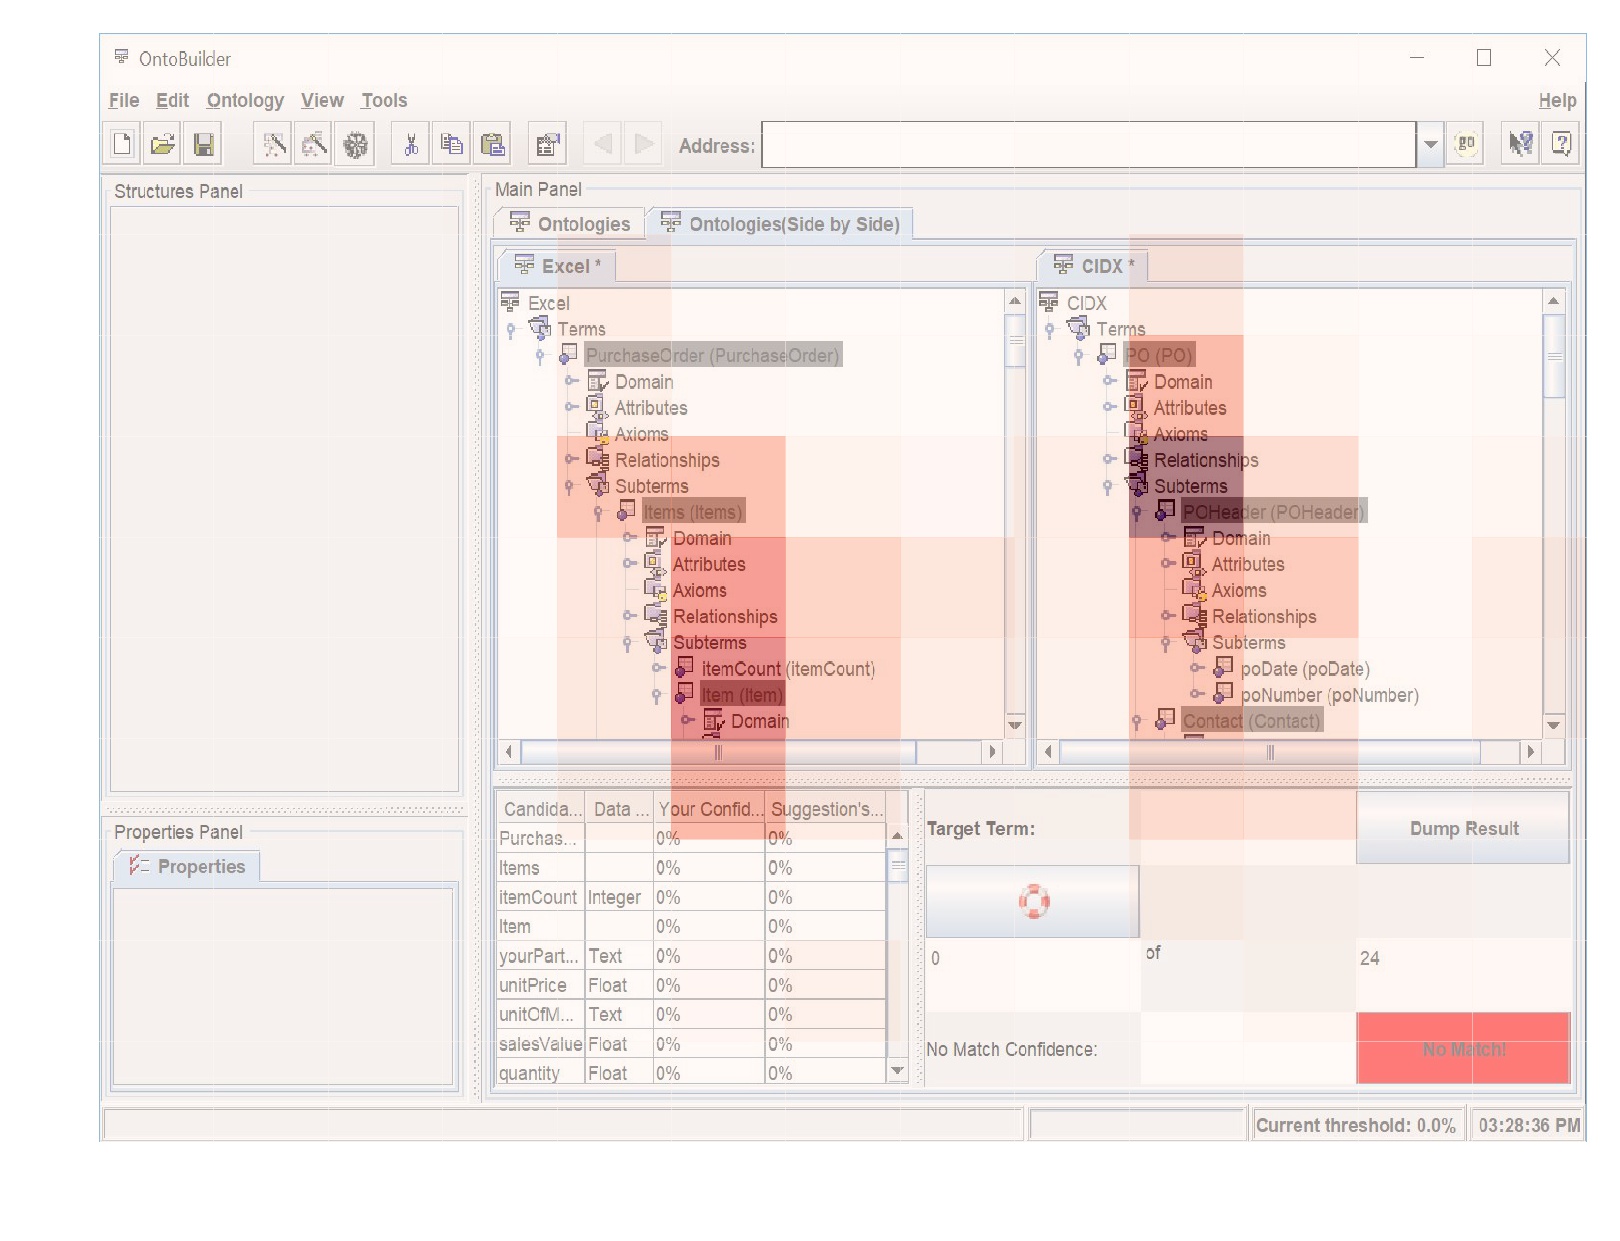 OntoBuilder
File Edit Ontology View Tools Help
Address: go
Structures Panel
Main Panel
Ontologies Ontologies(Side by Side)
Excel *
Excel
Terms
PurchaseOrder (PurchaseOrder)
Domain
Attributes
Axioms
Relationships
Subterms
Items (Items)
Domain
Attributes
Axioms
Relationships
Subterms
itemCount (itemCount)
Item (Item)
Domain
CIDX *
CIDX
Terms
PO (PO)
Domain
Attributes
Axioms
Relationships
Subterms
POHeader (POHeader)
Domain
Attributes
Axioms
Relationships
Subterms
poDate (poDate)
poNumber (poNumber)
Contact (Contact)
Properties Panel
Properties
Candida... Data ... Your Confid... Suggestion's...
Purchas... 0% 0%
Items 0% 0%
itemCount Integer 0% 0%
Item 0% 0%
yourPart... Text 0% 0%
unitPrice Float 0% 0%
unitOfM... Text 0% 0%
salesValue Float 0% 0%
quantity Float 0% 0%
Target Term: Dump Result
0 of 24
No Match Confidence: No Match!
Current threshold: 0.0% 03:28:36 PM